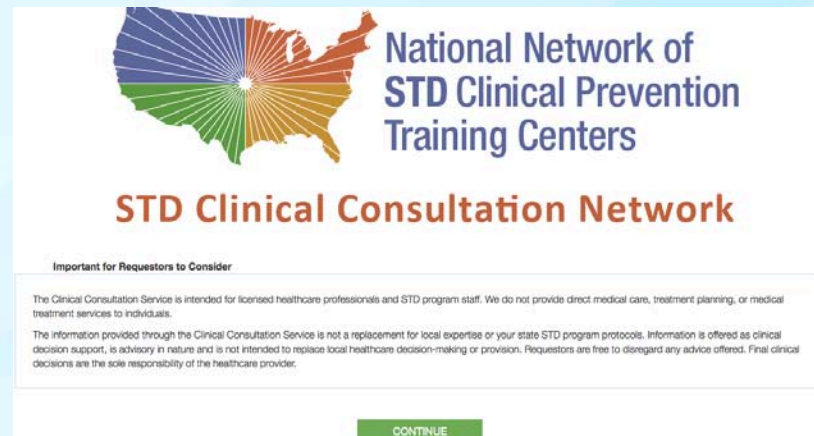 National Network of
STD Clinical Prevention
Training Centers
STD Clinical Consultation Network
Important for Requestors to Consider
The Clinical Consultation Service is intended for licensed healthcare professionals and STD program staff. We do not provide direct medical care, treatment planning, or medical
treatment services to individuals.
The information provided through the Clinical Consultation Service is not a replacement for local expertise or your state STD program protocols. Information is offered as clinical
decision support, is advisory in nature and is not intended to replace local healthcare decision-making or provision. Requestors are free to disregard any advice offered. Final clinical
decisions are the sole responsibility of the healthcare provider.
CONTINUE